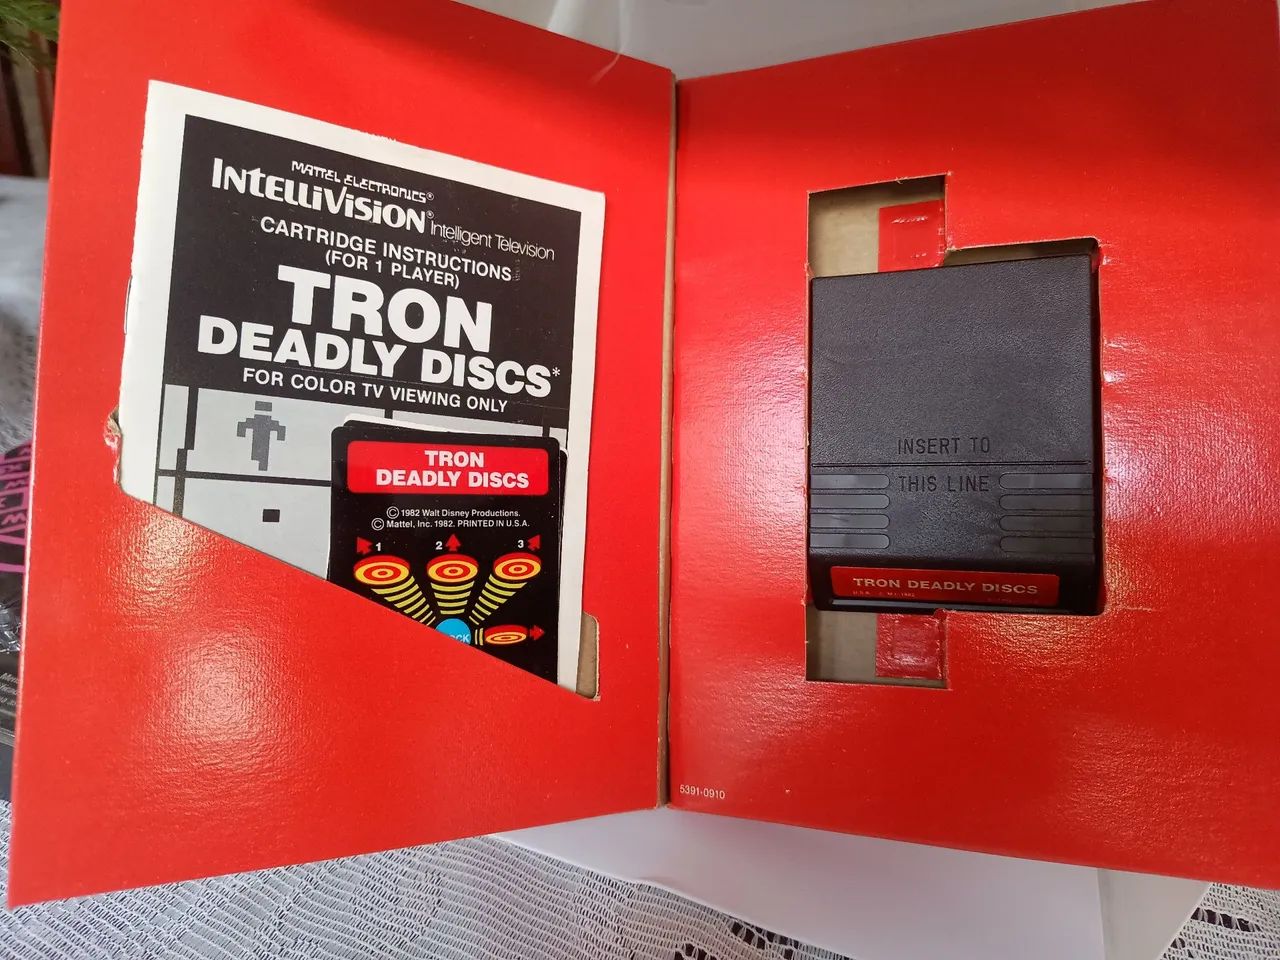 MATTEL ELECTRONICS®
INTELLIVISION® Intelligent Television
CARTRIDGE INSTRUCTIONS
(FOR 1 PLAYER)
TRON
DEADLY DISCS*
FOR COLOR TV VIEWING ONLY
TRON
DEADLY DISCS
© 1982 Walt Disney Productions.
© Mattel, Inc. 1982. PRINTED IN U.S.A.
1 2 3
INSERT TO
THIS LINE
TRON DEADLY DISCS
U.S.A. © M.I. 1982
5391-0910